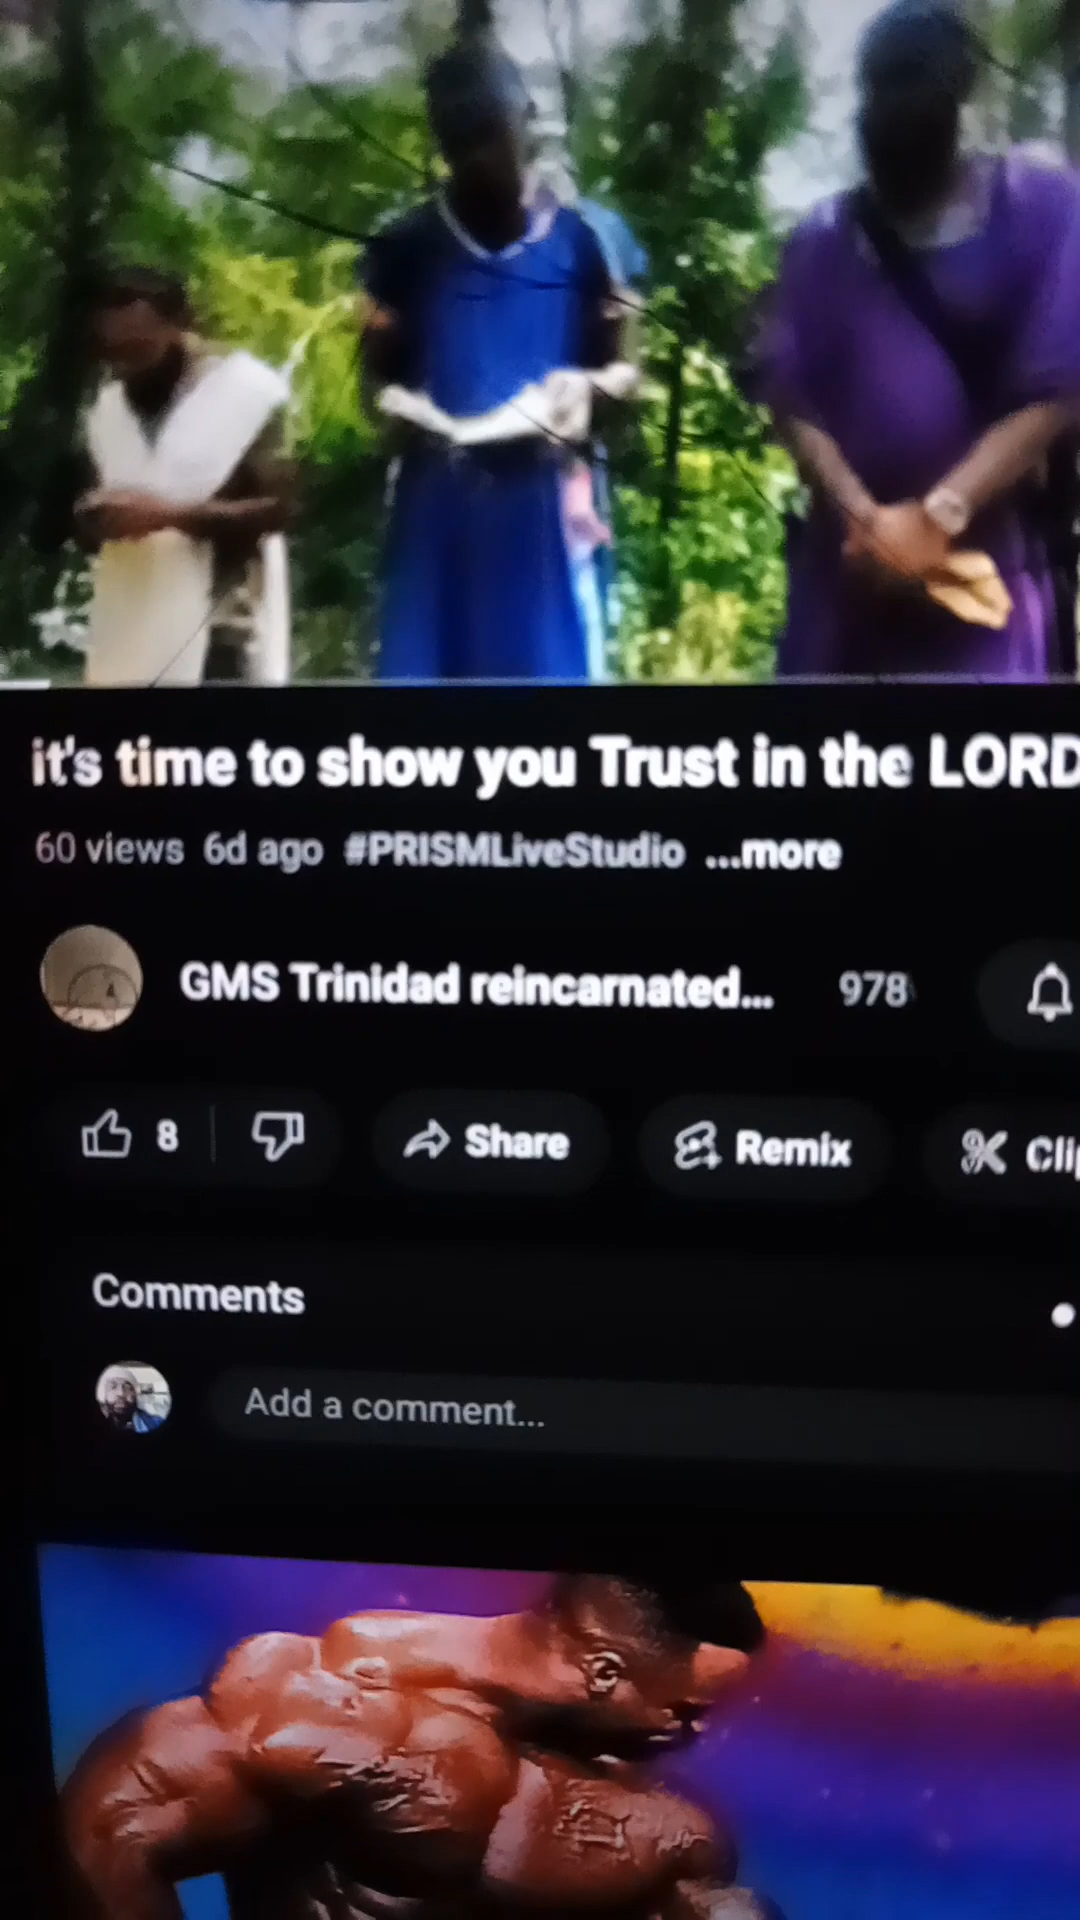 it's time to show you Trust in the LORD
60 views 6d ago #PRISMLiveStudio ...more
GMS Trinidad reincarnated... 978
8 Share Remix Cli
Comments
Add a comment...